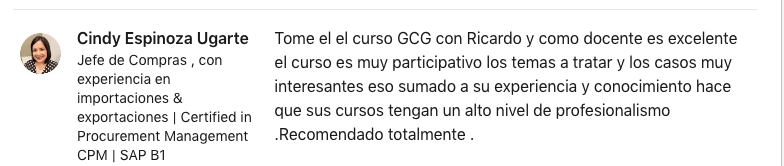 Cindy Espinoza Ugarte
Jefe de Compras , con
experiencia en
importaciones &
exportaciones | Certified in
Procurement Management
CPM | SAP B1
Tome el el curso GCG con Ricardo y como docente es excelente
el curso es muy participativo los temas a tratar y los casos muy
interesantes eso sumado a su experiencia y conocimiento hace
que sus cursos tengan un alto nivel de profesionalismo
.Recomendado totalmente .